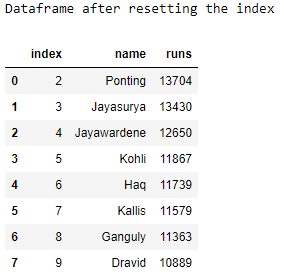 Dataframe after resetting the index
index name runs
0 2 Ponting 13704
1 3 Jayasurya 13430
2 4 Jayawardene 12650
3 5 Kohli 11867
4 6 Haq 11739
5 7 Kallis 11579
6 8 Ganguly 11363
7 9 Dravid 10889